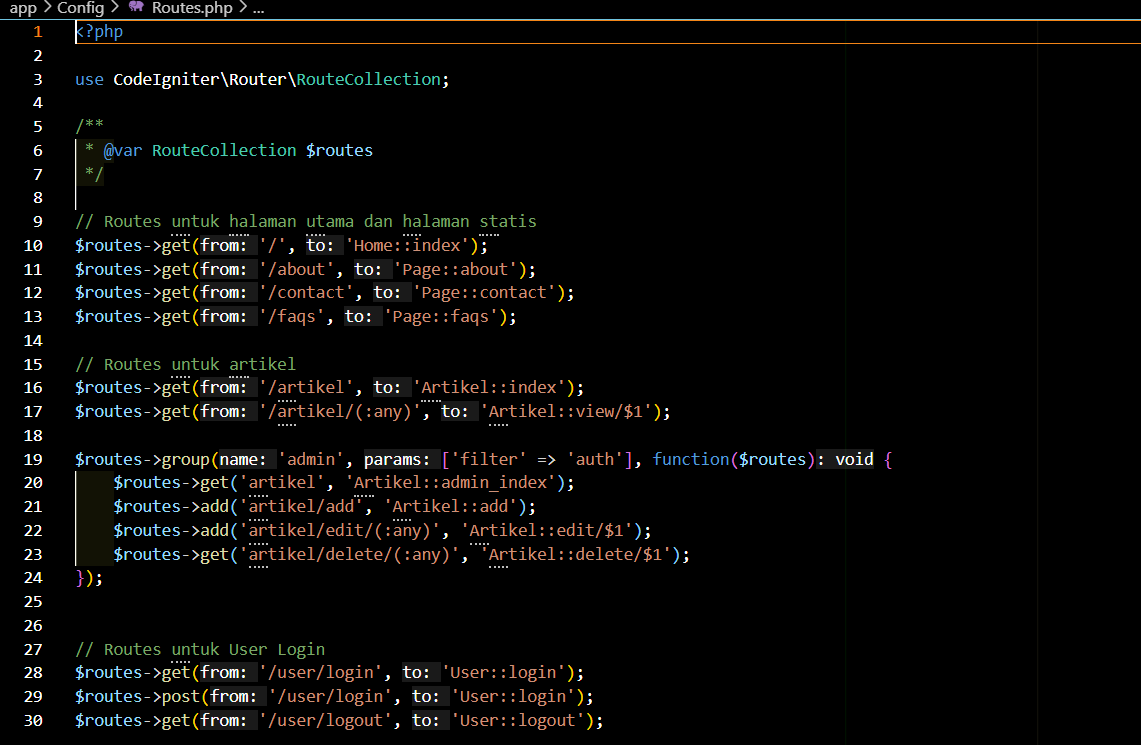 app > Config > Routes.php > ...
1 <?php
2
3 use CodeIgniter\Router\RouteCollection;
4
5 /**
6  * @var RouteCollection $routes
7  */
8
9 // Routes untuk halaman utama dan halaman statis
10 $routes->get(from: '/', to: 'Home::index');
11 $routes->get(from: '/about', to: 'Page::about');
12 $routes->get(from: '/contact', to: 'Page::contact');
13 $routes->get(from: '/faqs', to: 'Page::faqs');
14
15 // Routes untuk artikel
16 $routes->get(from: '/artikel', to: 'Artikel::index');
17 $routes->get(from: '/artikel/(:any)', to: 'Artikel::view/$1');
18
19 $routes->group(name: 'admin', params: ['filter' => 'auth'], function($routes): void {
20     $routes->get('artikel', 'Artikel::admin_index');
21     $routes->add('artikel/add', 'Artikel::add');
22     $routes->add('artikel/edit/(:any)', 'Artikel::edit/$1');
23     $routes->get('artikel/delete/(:any)', 'Artikel::delete/$1');
24 });
25
26
27 // Routes untuk User Login
28 $routes->get(from: '/user/login', to: 'User::login');
29 $routes->post(from: '/user/login', to: 'User::login');
30 $routes->get(from: '/user/logout', to: 'User::logout');